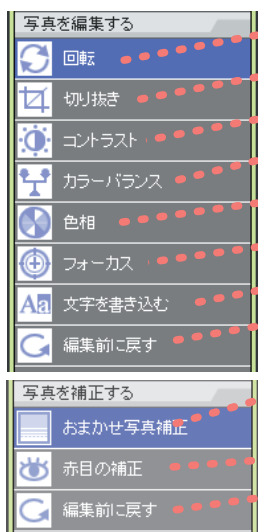 写真を編集する
回転
切り抜き
コントラスト
カラーバランス
色相
フォーカス
Aa 文字を書き込む
編集前に戻す
写真を補正する
おまかせ写真補正
赤目の補正
編集前に戻す